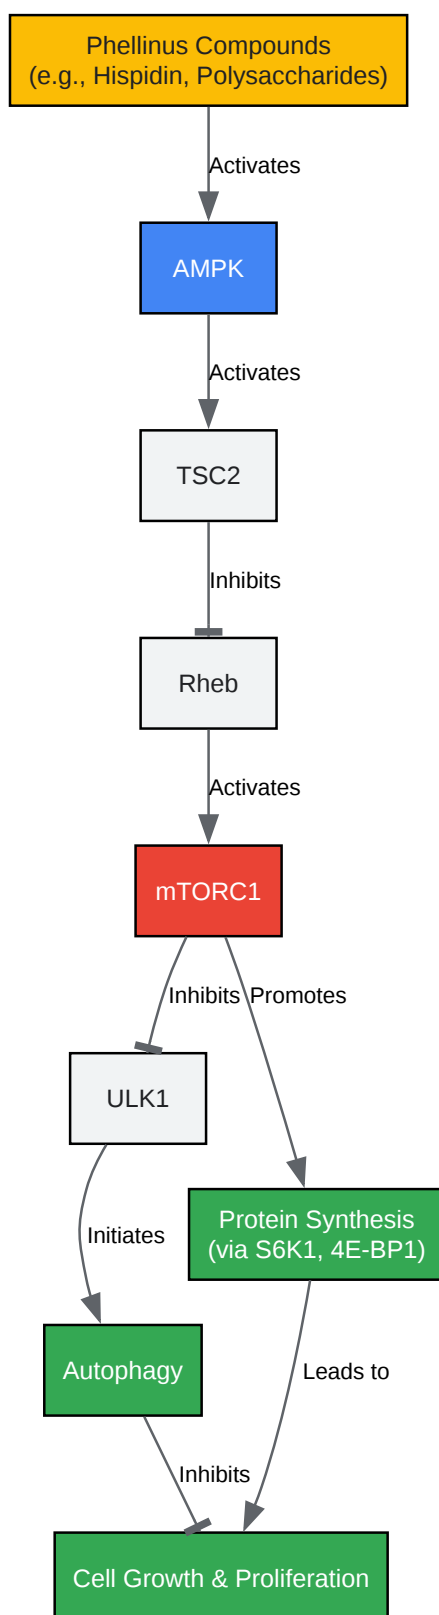 Phellinus Compounds
(e.g., Hispidin, Polysaccharides)
Activates
AMPK
Activates
TSC2
Inhibits
Rheb
Activates
mTORC1
Inhibits
Promotes
ULK1
Protein Synthesis
(via S6K1, 4E-BP1)
Initiates
Autophagy
Leads to
Inhibits
Cell Growth & Proliferation